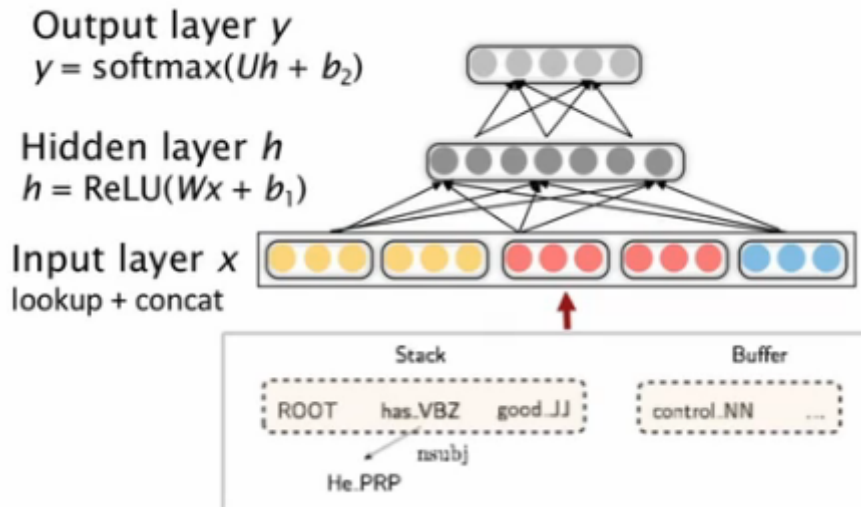 Output layer y
y = softmax(Uh + b₂)
Hidden layer h
h = ReLU(Wx + b₁)
Input layer x
lookup + concat
Stack Buffer
ROOT has_VBZ good_JJ control_NN ...
nsubj
He_PRP